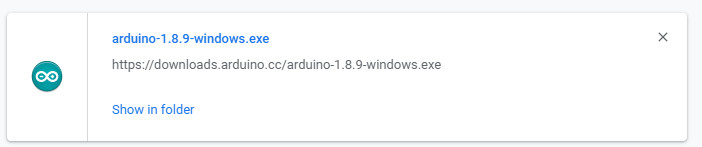 arduino-1.8.9-windows.exe
https://downloads.arduino.cc/arduino-1.8.9-windows.exe
Show in folder